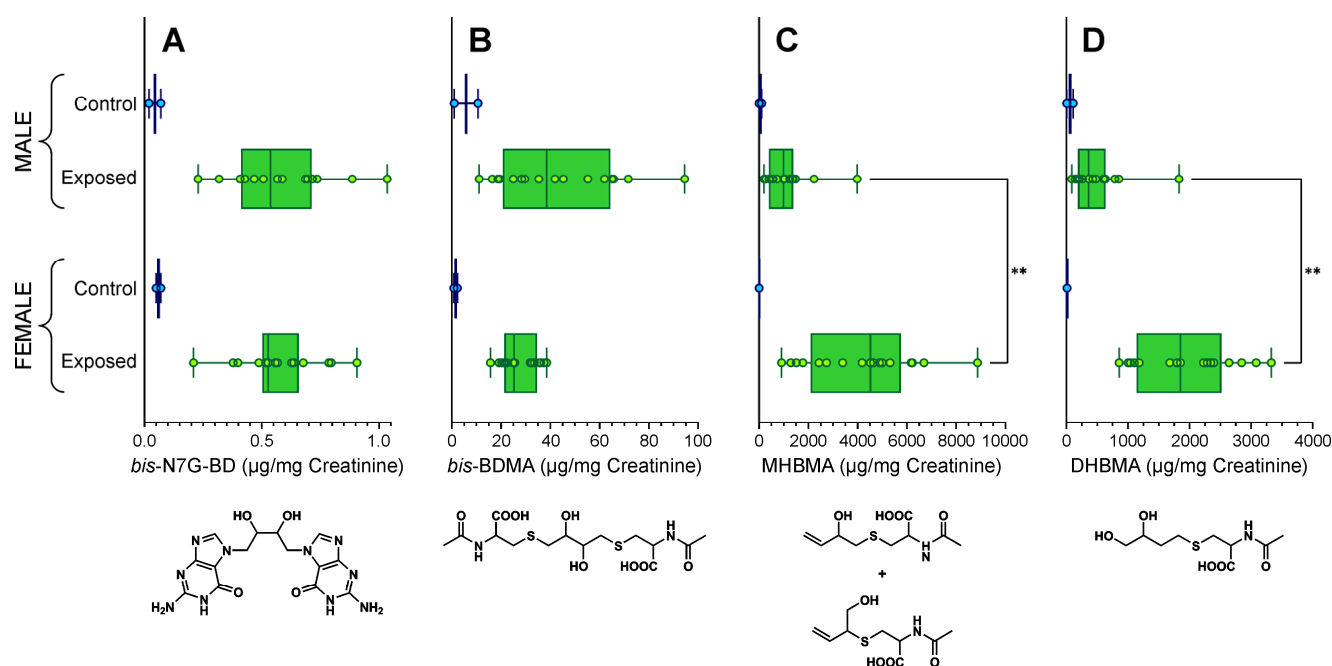 A
B
C
D
MALE
Control
Exposed
**
**
FEMALE
Control
Exposed
0.0 0.5 1.0
0 20 40 60 80 100
0 2000 4000 6000 8000 10000
0 1000 2000 3000 4000
bis-N7G-BD (µg/mg Creatinine)
bis-BDMA (µg/mg Creatinine)
MHBMA (µg/mg Creatinine)
DHBMA (µg/mg Creatinine)
HO OH
N N N N
N N
H2N N H O O N H NH2
O COOH OH H
N H S S N
HO HOOC O
OH HOOC O
S N H
+
OH
S H N
HOOC O
OH
HO S H N
HOOC O